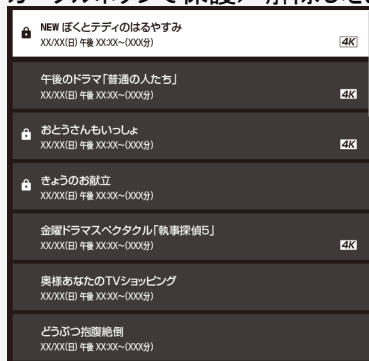 NEW ぼくとテディのはるやすみ
XX/XX(日) 午後 XX:XX～(XXX分)
4K
午後のドラマ「普通の人たち」
XX/XX(日) 午後 XX:XX～(XXX分)
4K
おとうさんもいっしょ
XX/XX(日) 午後 XX:XX～(XXX分)
4K
きょうのお献立
XX/XX(日) 午後 XX:XX～(XXX分)
金曜ドラマスペクタクル「執事探偵5」
XX/XX(日) 午後 XX:XX～(XXX分)
4K
奥様あなたのTVショッピング
XX/XX(日) 午後 XX:XX～(XXX分)
どうぶつ抱腹絶倒
XX/XX(日) 午後 XX:XX～(XXX分)